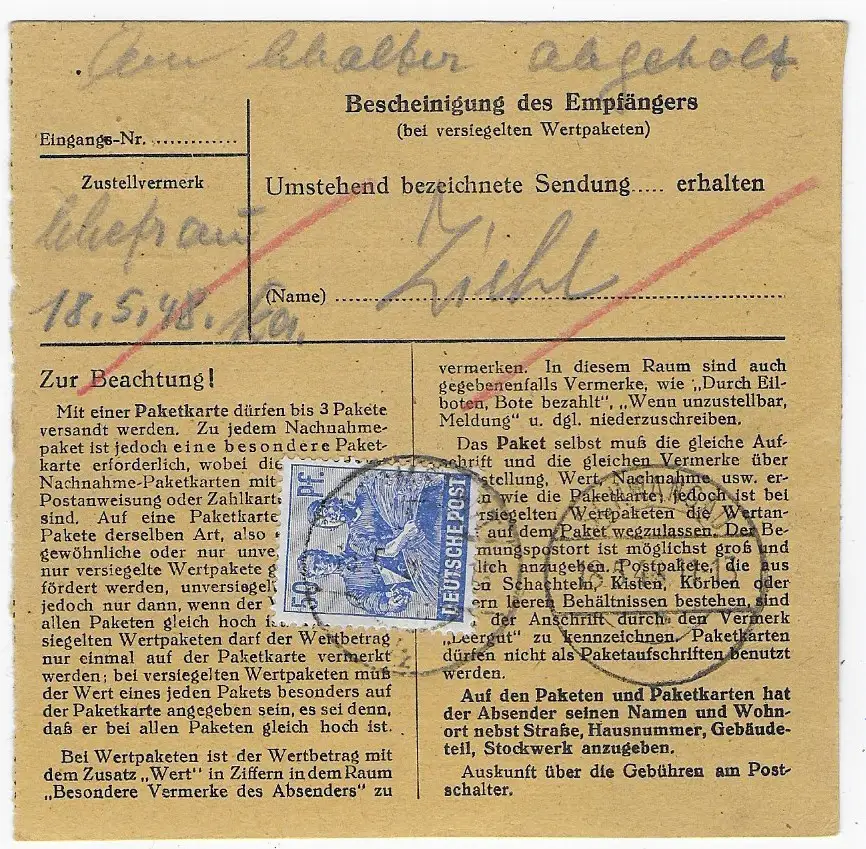 abgeholt
Bescheinigung des Empfängers
(bei versiegelten Wertpaketen)
Eingangs-Nr. .............
Zustellvermerk
Umstehend bezeichnete Sendung..... erhalten
Ehefrau
18.5.48.
Ziehl
(Name) ................................................
Zur Beachtung!
Mit einer Paketkarte dürfen bis 3 Pakete
versandt werden. Zu jedem Nachnahme-
paket ist jedoch eine besondere Paket-
karte erforderlich, wobei die
Nachnahme-Paketkarten mit
Postanweisung oder Zahlkart
sind. Auf eine Paketkarte
Pakete derselben Art, also
gewöhnliche oder nur unve
nur versiegelte Wertpakete g
fördert werden, unversiegel
jedoch nur dann, wenn der
allen Paketen gleich hoch is
siegelten Wertpaketen darf der Wertbetrag
nur einmal auf der Paketkarte vermerkt
werden; bei versiegelten Wertpaketen muß
der Wert eines jeden Pakets besonders auf
der Paketkarte angegeben sein, es sei denn,
daß er bei allen Paketen gleich hoch ist.
Bei Wertpaketen ist der Wertbetrag mit
dem Zusatz „Wert" in Ziffern in dem Raum
„Besondere Vermerke des Absenders" zu
vermerken. In diesem Raum sind auch
gegebenenfalls Vermerke, wie „Durch Eil-
boten, Bote bezahlt", „Wenn unzustellbar,
Meldung" u. dgl. niederzuschreiben.
Das Paket selbst muß die gleiche Auf-
schrift und die gleichen Vermerke über
stellung, Wert, Nachnahme usw. er-
en wie die Paketkarte; jedoch ist bei
rsiegelten Wertpaketen die Wertan-
auf dem Paket wegzulassen. Der Be-
mungspostort ist möglichst groß und
lich anzugeben. Postpakete, die aus
en Schachteln, Kisten, Körben oder
ern leeren Behältnissen bestehen, sind
der Anschrift durch den Vermerk
„Leergut" zu kennzeichnen. Paketkarten
dürfen nicht als Paketaufschriften benutzt
werden.
Auf den Paketen und Paketkarten hat
der Absender seinen Namen und Wohn-
ort nebst Straße, Hausnummer, Gebäude-
teil, Stockwerk anzugeben.
Auskunft über die Gebühren am Post-
schalter.
50 pf
DEUTSCHE POST